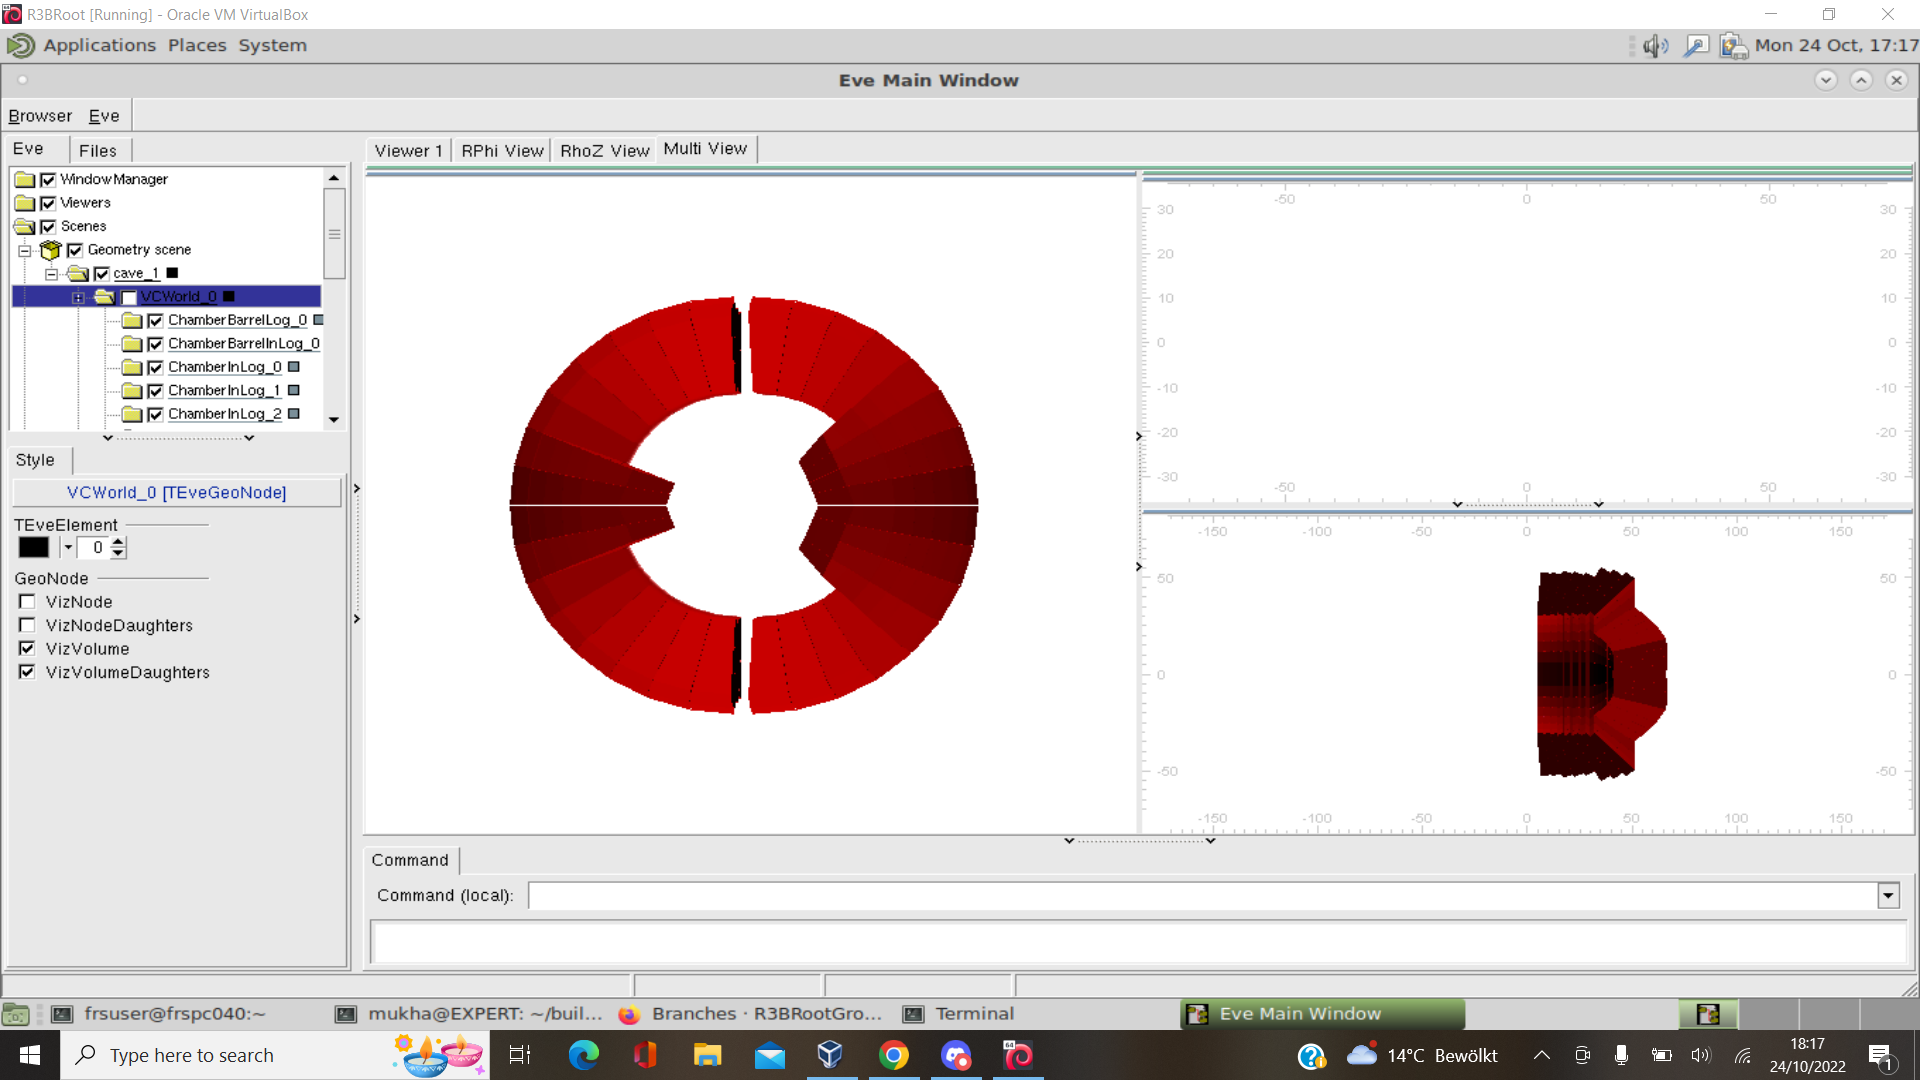 R3BRoot [Running] - Oracle VM VirtualBox
Applications Places System
Mon 24 Oct, 17:17
Eve Main Window
Browser Eve
Eve Files
Viewer 1 RPhi View RhoZ View Multi View
WindowManager
Viewers
Scenes
Geometry scene
cave_1
VCWorld_0
ChamberBarrelLog_0
ChamberBarrelInLog_0
ChamberInLog_0
ChamberInLog_1
ChamberInLog_2
Style
VCWorld_0 [TEveGeoNode]
TEveElement
0
GeoNode
VizNode
VizNodeDaughters
VizVolume
VizVolumeDaughters
-50 0 50
30 30
20 20
10 10
0 0
-10 -10
-20 -20
-30 -30
-50 0 50
-150 -100 -50 0 50 100 150
50 50
0 0
-50 -50
-150 -100 -50 0 50 100 150
Command
Command (local):
frsuser@frspc040:~
mukha@EXPERT: ~/buil...
Branches · R3BRootGro...
Terminal
Eve Main Window
Type here to search
64
14°C Bewölkt
18:17
24/10/2022
1